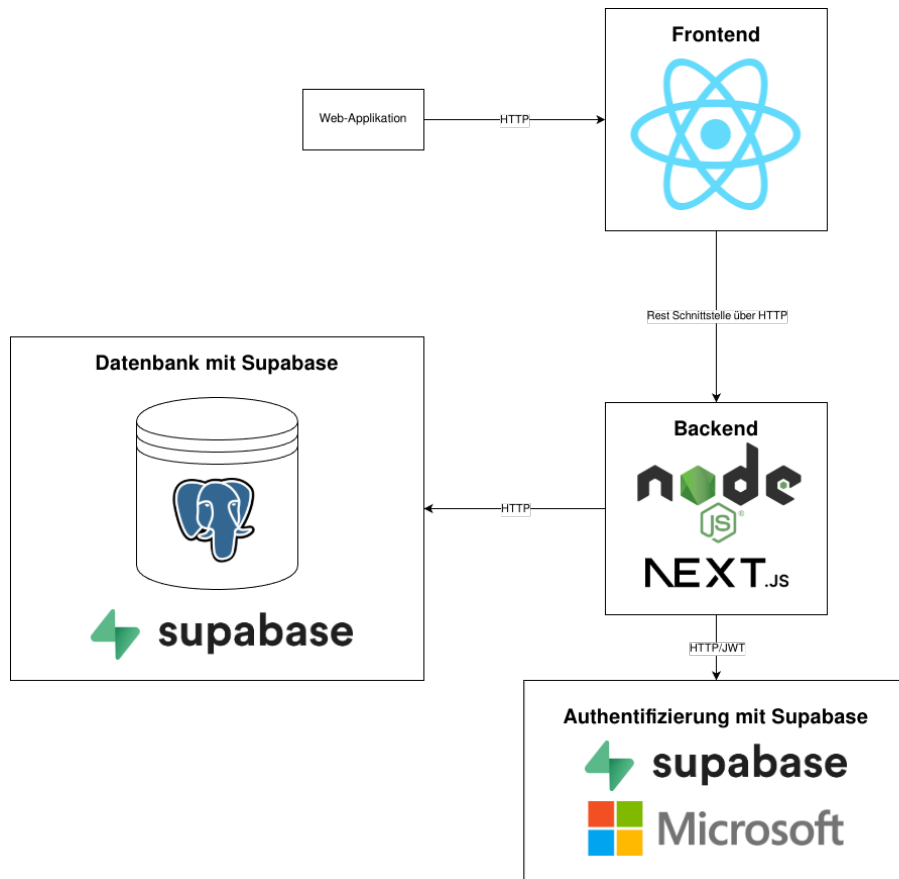 Frontend
Web-Applikation
HTTP
Rest Schnittstelle über HTTP
Datenbank mit Supabase
supabase
HTTP
Backend
node
JS
®
NEXT.JS
HTTP/JWT
Authentifizierung mit Supabase
supabase
Microsoft